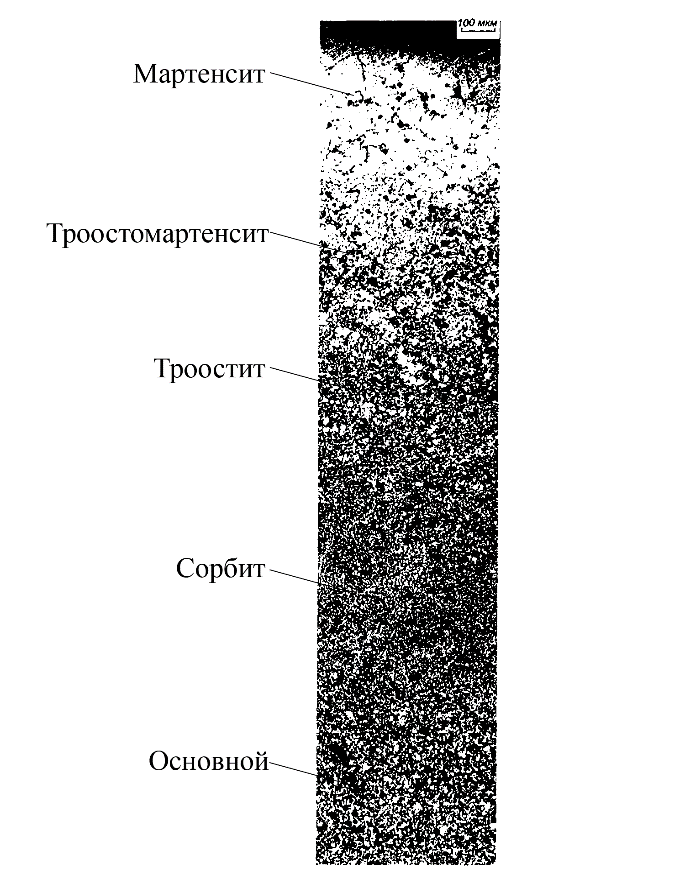 100 мкм
Мартенсит
Троостомартенсит
Троостит
Сорбит
Основной